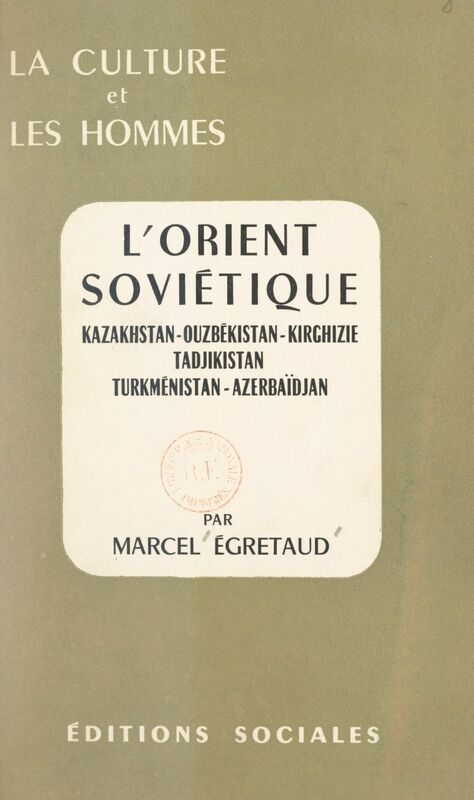 LA CULTURE
et
LES HOMMES
L'ORIENT
SOVIÉTIQUE
KAZAKHSTAN-OUZBÉKISTAN-KIRGHIZIE
TADJIKISTAN
TURKMÉNISTAN-AZERBAÏDJAN
R.F.
PAR
MARCEL ÉGRETAUD
ÉDITIONS SOCIALES